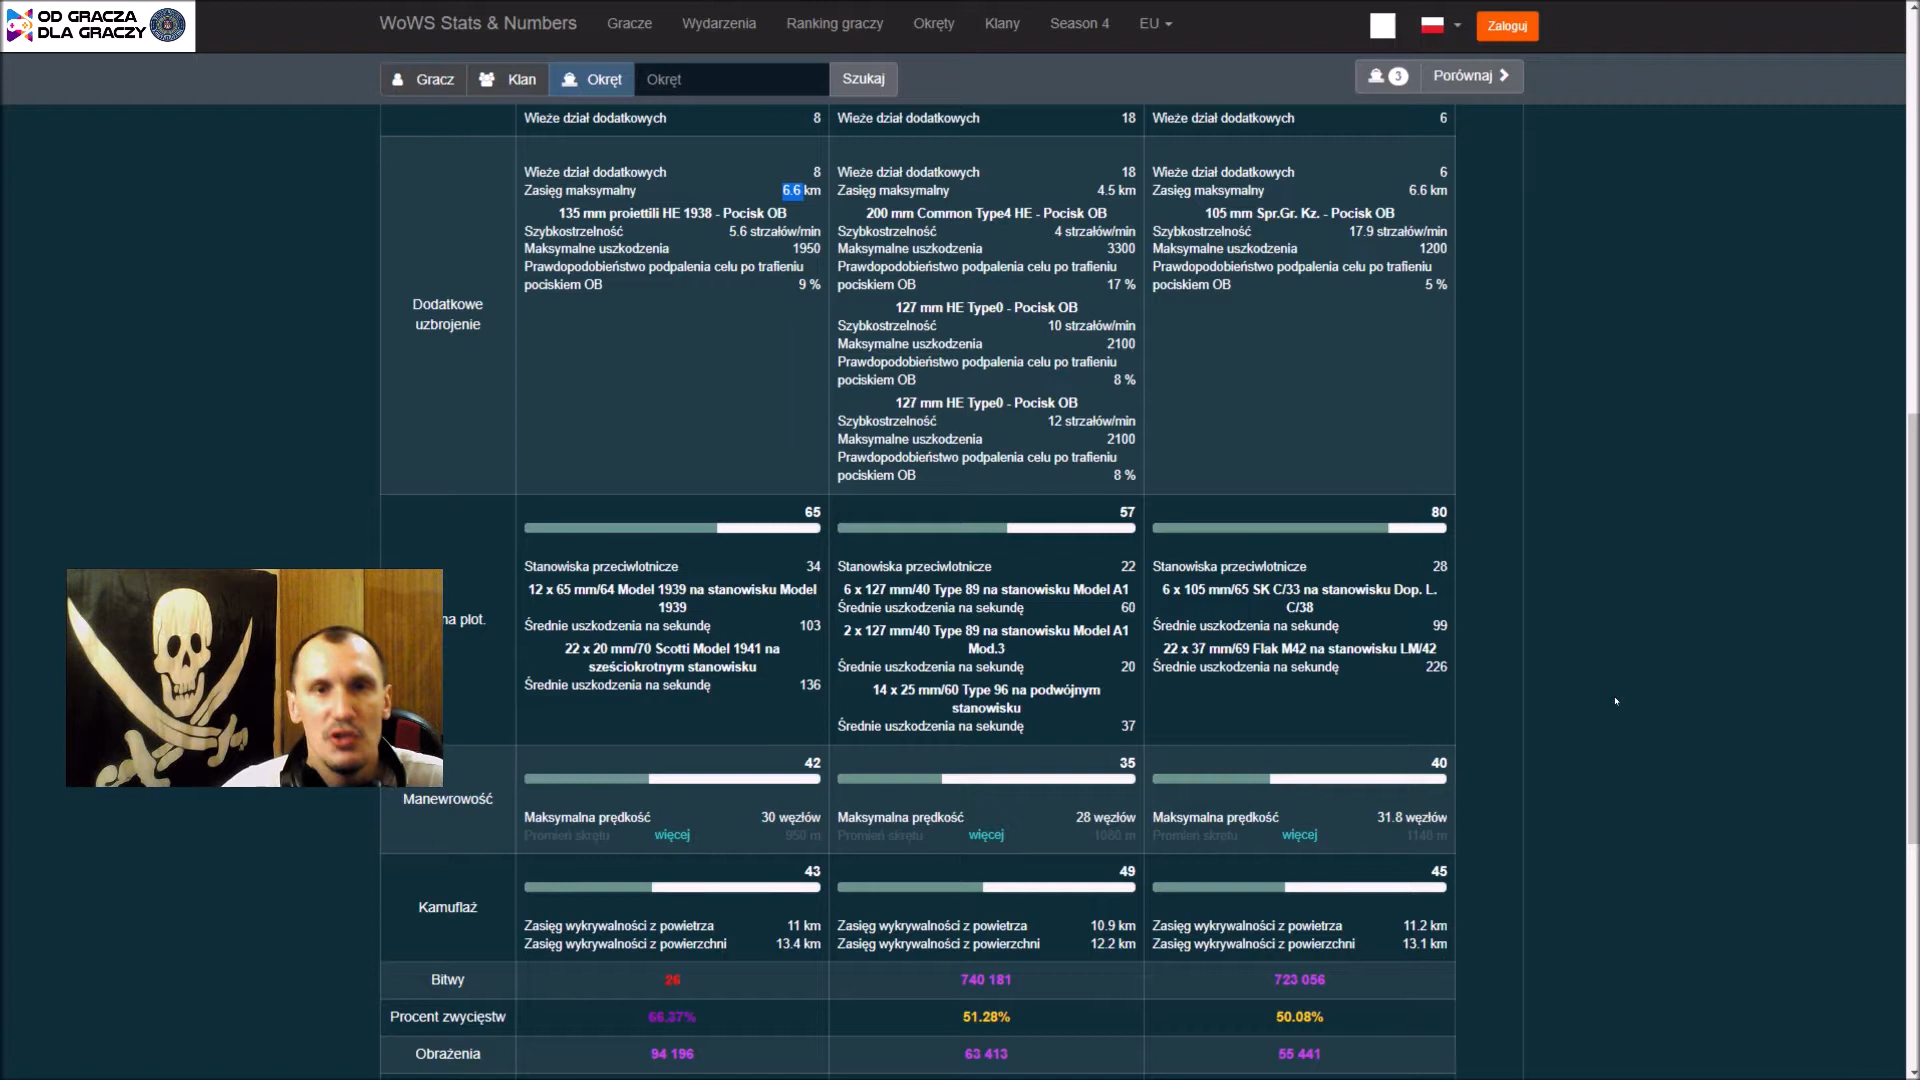 OD GRACZA
DLA GRACZY
WoWS Stats & Numbers
Gracze
Wydarzenia
Ranking graczy
Okręty
Klany
Season 4
EU
Zaloguj
Gracz
Klan
Okręt
Okręt
Szukaj
3
Porównaj
Wieże dział dodatkowych 8
Wieże dział dodatkowych 18
Wieże dział dodatkowych 6
Dodatkowe
uzbrojenie
Wieże dział dodatkowych 8
Zasięg maksymalny 6.6 km
135 mm proiettili HE 1938 - Pocisk OB
Szybkostrzelność 5.6 strzałów/min
Maksymalne uszkodzenia 1950
Prawdopodobieństwo podpalenia celu po trafieniu
pociskiem OB 9 %
Wieże dział dodatkowych 18
Zasięg maksymalny 4.5 km
200 mm Common Type4 HE - Pocisk OB
Szybkostrzelność 4 strzałów/min
Maksymalne uszkodzenia 3300
Prawdopodobieństwo podpalenia celu po trafieniu
pociskiem OB 17 %
127 mm HE Type0 - Pocisk OB
Szybkostrzelność 10 strzałów/min
Maksymalne uszkodzenia 2100
Prawdopodobieństwo podpalenia celu po trafieniu
pociskiem OB 8 %
127 mm HE Type0 - Pocisk OB
Szybkostrzelność 12 strzałów/min
Maksymalne uszkodzenia 2100
Prawdopodobieństwo podpalenia celu po trafieniu
pociskiem OB 8 %
Wieże dział dodatkowych 6
Zasięg maksymalny 6.6 km
105 mm Spr.Gr. Kz. - Pocisk OB
Szybkostrzelność 17.9 strzałów/min
Maksymalne uszkodzenia 1200
Prawdopodobieństwo podpalenia celu po trafieniu
pociskiem OB 5 %
na plot.
65
Stanowiska przeciwlotnicze 34
12 x 65 mm/64 Model 1939 na stanowisku Model
1939
Średnie uszkodzenia na sekundę 103
22 x 20 mm/70 Scotti Model 1941 na
sześciokrotnym stanowisku
Średnie uszkodzenia na sekundę 136
57
Stanowiska przeciwlotnicze 22
6 x 127 mm/40 Type 89 na stanowisku Model A1
Średnie uszkodzenia na sekundę 60
2 x 127 mm/40 Type 89 na stanowisku Model A1
Mod.3
Średnie uszkodzenia na sekundę 20
14 x 25 mm/60 Type 96 na podwójnym
stanowisku
Średnie uszkodzenia na sekundę 37
80
Stanowiska przeciwlotnicze 28
6 x 105 mm/65 SK C/33 na stanowisku Dop. L.
C/38
Średnie uszkodzenia na sekundę 99
22 x 37 mm/69 Flak M42 na stanowisku LM/42
Średnie uszkodzenia na sekundę 226
Manewrowość
42
Maksymalna prędkość 30 węzłów
Promień skrętu więcej 950 m
35
Maksymalna prędkość 28 węzłów
Promień skrętu więcej 1080 m
40
Maksymalna prędkość 31.8 węzłów
Promień skrętu więcej 1140 m
Kamuflaż
43
Zasięg wykrywalności z powietrza 11 km
Zasięg wykrywalności z powierzchni 13.4 km
49
Zasięg wykrywalności z powietrza 10.9 km
Zasięg wykrywalności z powierzchni 12.2 km
45
Zasięg wykrywalności z powietrza 11.2 km
Zasięg wykrywalności z powierzchni 13.1 km
Bitwy 26 740 181 723 056
Procent zwycięstw 66.37% 51.28% 50.08%
Obrażenia 94 196 63 413 55 441